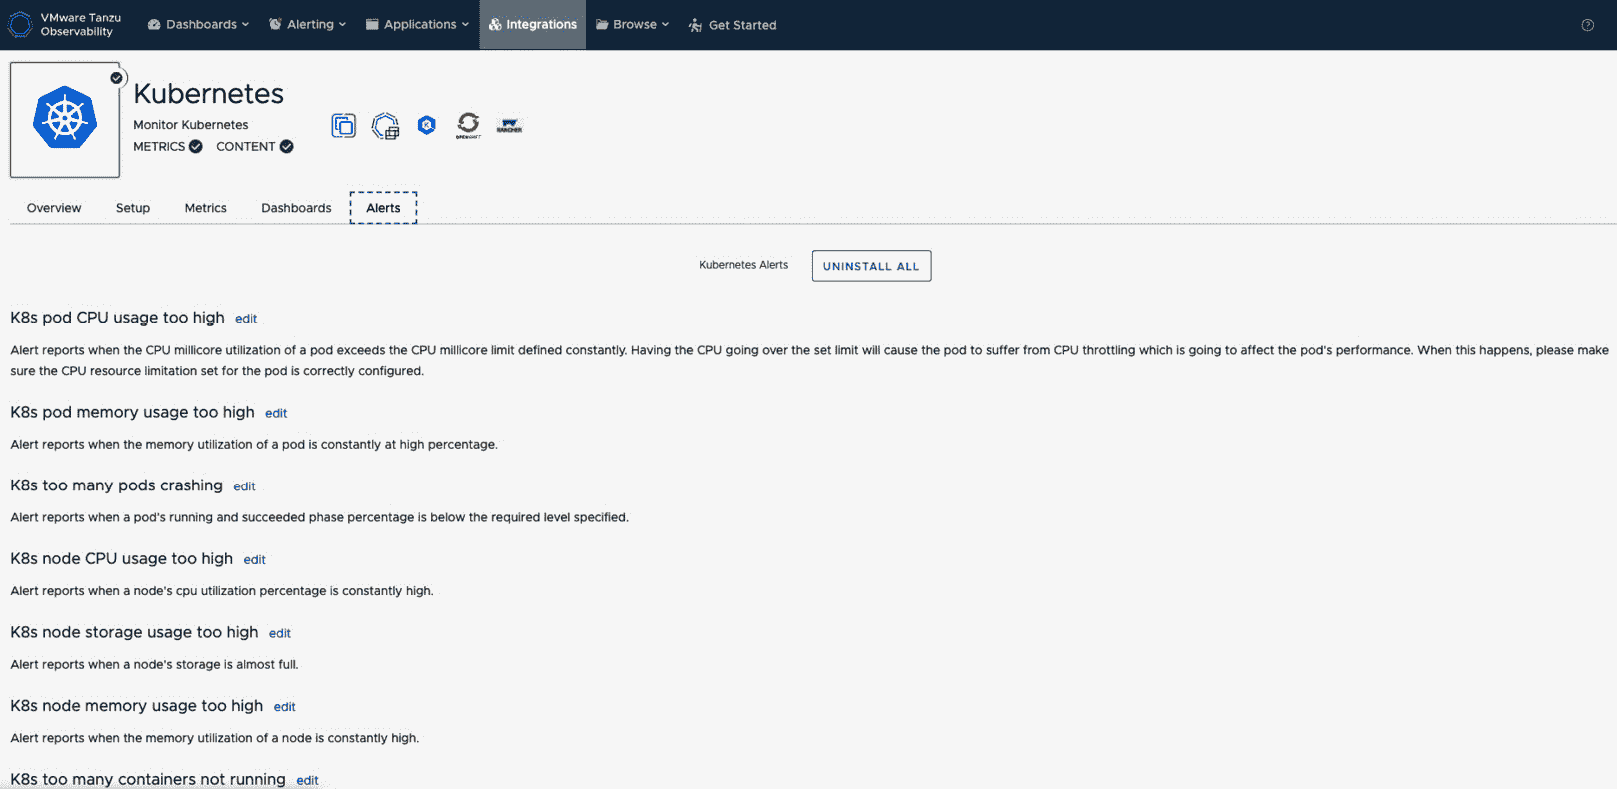 VMware Tanzu
Observability
Dashboards
Alerting
Applications
Integrations
Browse
Get Started
Kubernetes
Monitor Kubernetes
METRICS CONTENT
OPENSHIFT
RANCHER
Overview Setup Metrics Dashboards Alerts
Kubernetes Alerts UNINSTALL ALL
K8s pod CPU usage too high edit
Alert reports when the CPU millicore utilization of a pod exceeds the CPU millicore limit defined constantly. Having the CPU going over the set limit will cause the pod to suffer from CPU throttling which is going to affect the pod's performance. When this happens, please make
sure the CPU resource limitation set for the pod is correctly configured.
K8s pod memory usage too high edit
Alert reports when the memory utilization of a pod is constantly at high percentage.
K8s too many pods crashing edit
Alert reports when a pod's running and succeeded phase percentage is below the required level specified.
K8s node CPU usage too high edit
Alert reports when a node's cpu utilization percentage is constantly high.
K8s node storage usage too high edit
Alert reports when a node's storage is almost full.
K8s node memory usage too high edit
Alert reports when the memory utilization of a node is constantly high.
K8s too many containers not running edit